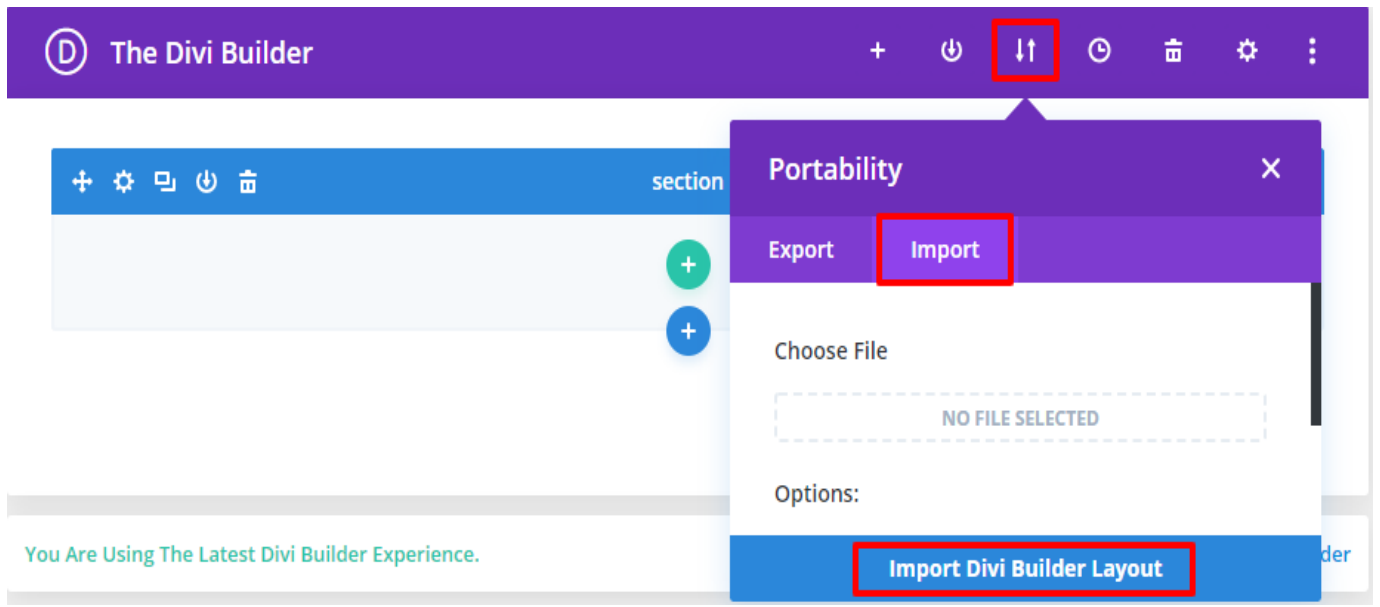 D The Divi Builder
section
Portability
Export Import
Choose File
NO FILE SELECTED
Options:
Import Divi Builder Layout
You Are Using The Latest Divi Builder Experience.
der